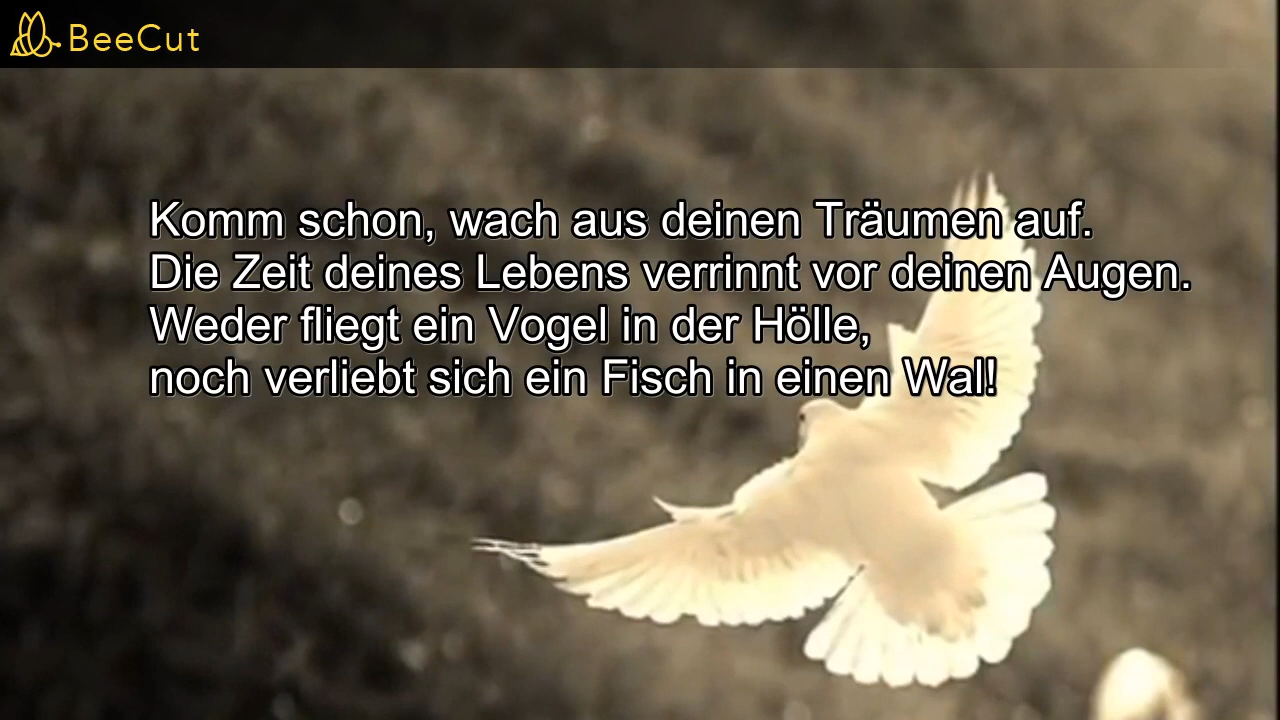 BeeCut
Komm schon, wach aus deinen Träumen auf.
Die Zeit deines Lebens verrinnt vor deinen Augen.
Weder fliegt ein Vogel in der Hölle,
noch verliebt sich ein Fisch in einen Wal!